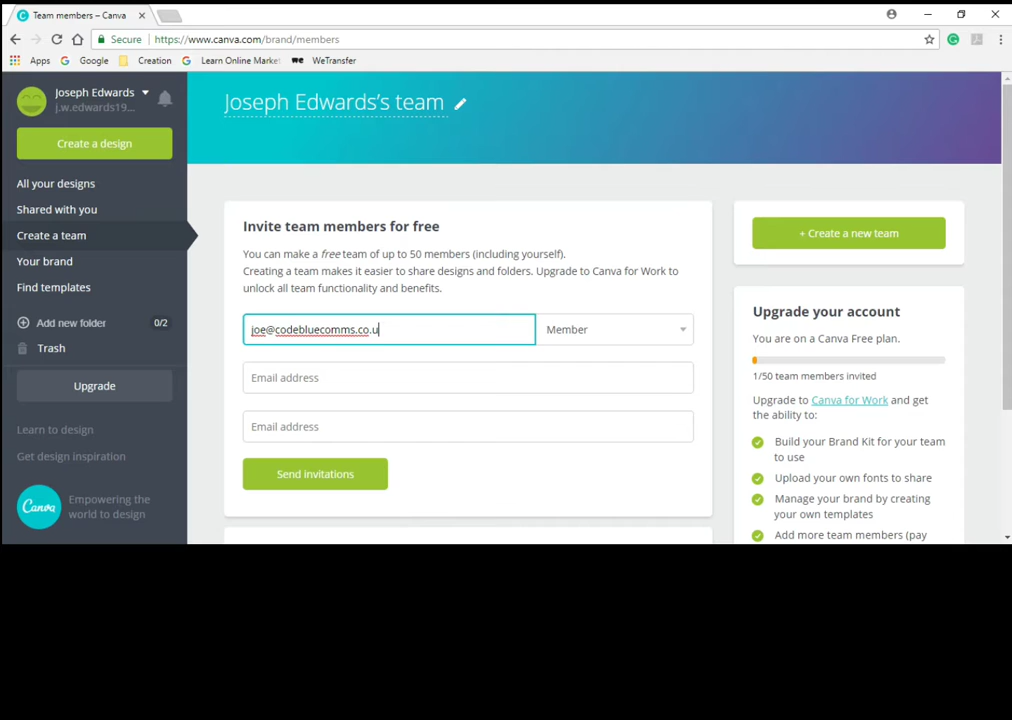 Team members – Canva
Secure https://www.canva.com/brand/members
Apps Google Creation Learn Online Market WeTransfer
Joseph Edwards
j.w.edwards19...
Create a design
All your designs
Shared with you
Create a team
Your brand
Find templates
Add new folder 0/2
Trash
Upgrade
Learn to design
Get design inspiration
Canva
Empowering the
world to design
Joseph Edwards's team
Invite team members for free
You can make a free team of up to 50 members (including yourself).
Creating a team makes it easier to share designs and folders. Upgrade to Canva for Work to
unlock all team functionality and benefits.
joe@codebluecomms.co.u Member
Email address
Email address
Send invitations
+ Create a new team
Upgrade your account
You are on a Canva Free plan.
1/50 team members invited
Upgrade to Canva for Work and get
the ability to:
Build your Brand Kit for your team
to use
Upload your own fonts to share
Manage your brand by creating
your own templates
Add more team members (pay